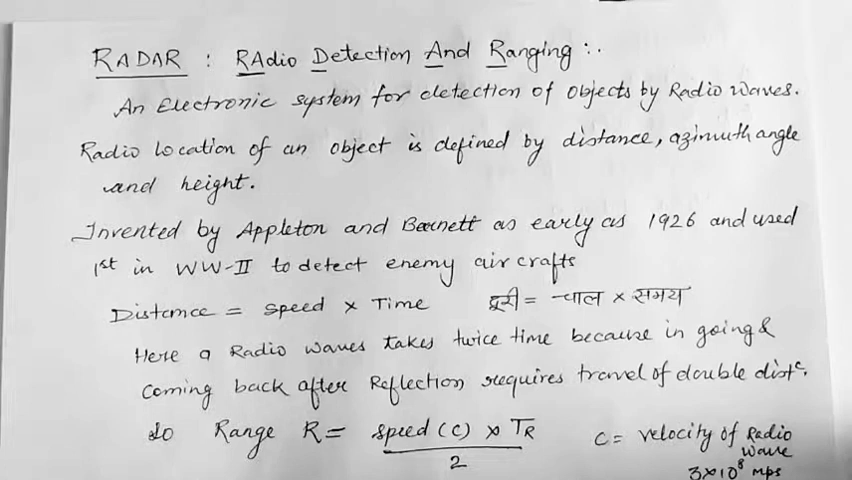 RADAR : RAdio Detection And Ranging :.
An Electronic system for detection of objects by Radio waves.
Radio location of an object is defined by distance, azimuth angle
and height.
Invented by Appleton and Barnett as early as 1926 and used
1st in WW-II to detect enemy air crafts
Distance = speed × Time दूरी = चाल × समय
Here a Radio waves takes twice time because in going &
coming back after Reflection requires travel of double distc.
so Range R = speed (c) × TR / 2 C = velocity of Radio
wave
3×10⁸ mps